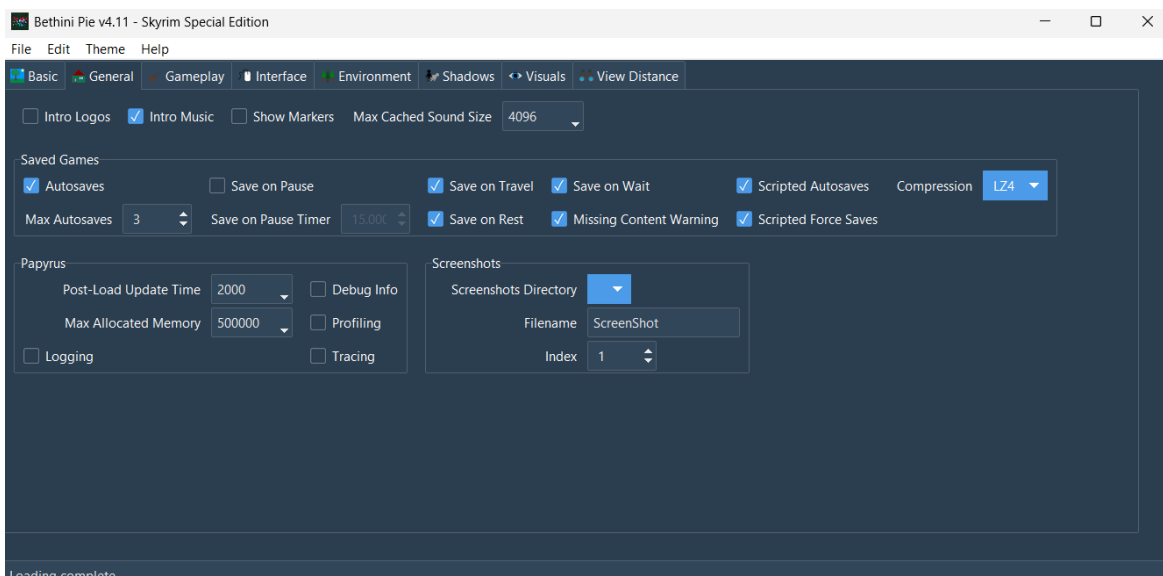 Bethini Pie v4.11 - Skyrim Special Edition
File Edit Theme Help
Basic General Gameplay Interface Environment Shadows Visuals View Distance
Intro Logos Intro Music Show Markers Max Cached Sound Size 4096
Saved Games
Autosaves Save on Pause Save on Travel Save on Wait Scripted Autosaves Compression LZ4
Max Autosaves 3 Save on Pause Timer 15.00 Save on Rest Missing Content Warning Scripted Force Saves
Papyrus Screenshots
Post-Load Update Time 2000 Debug Info Screenshots Directory
Max Allocated Memory 500000 Profiling Filename ScreenShot
Logging Tracing Index 1
Loading complete